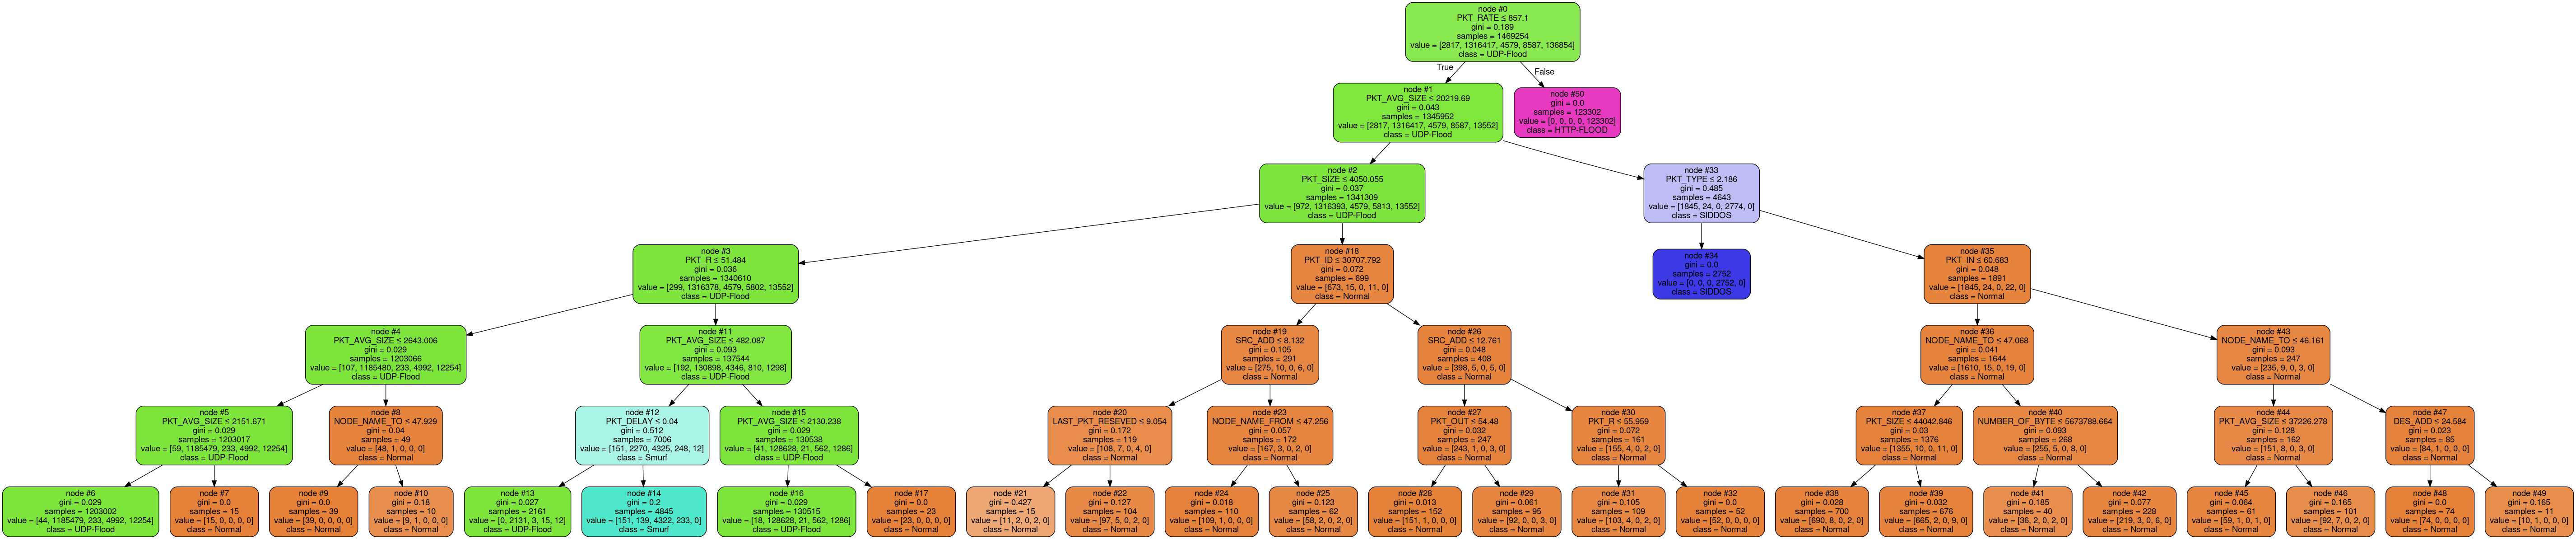 node #0
PKT_RATE ≤ 857.1
gini = 0.189
samples = 1469254
value = [2817, 1316417, 4579, 8587, 136854]
class = UDP-Flood
True
False
node #1
PKT_AVG_SIZE ≤ 20219.69
gini = 0.043
samples = 1345952
value = [2817, 1316417, 4579, 8587, 13552]
class = UDP-Flood
node #50
gini = 0.0
samples = 123302
value = [0, 0, 0, 0, 123302]
class = HTTP-FLOOD
node #2
PKT_SIZE ≤ 4050.055
gini = 0.037
samples = 1341309
value = [972, 1316393, 4579, 5813, 13552]
class = UDP-Flood
node #33
PKT_TYPE ≤ 2.186
gini = 0.485
samples = 4643
value = [1845, 24, 0, 2774, 0]
class = SIDDOS
node #3
PKT_R ≤ 51.484
gini = 0.036
samples = 1340610
value = [299, 1316378, 4579, 5802, 13552]
class = UDP-Flood
node #18
PKT_ID ≤ 30707.792
gini = 0.072
samples = 699
value = [673, 15, 0, 11, 0]
class = Normal
node #34
gini = 0.0
samples = 2752
value = [0, 0, 0, 2752, 0]
class = SIDDOS
node #35
PKT_IN ≤ 60.683
gini = 0.048
samples = 1891
value = [1845, 24, 0, 22, 0]
class = Normal
node #4
PKT_AVG_SIZE ≤ 2643.006
gini = 0.029
samples = 1203066
value = [107, 1185480, 233, 4992, 12254]
class = UDP-Flood
node #11
PKT_AVG_SIZE ≤ 482.087
gini = 0.093
samples = 137544
value = [192, 130898, 4346, 810, 1298]
class = UDP-Flood
node #19
SRC_ADD ≤ 8.132
gini = 0.105
samples = 291
value = [275, 10, 0, 6, 0]
class = Normal
node #26
SRC_ADD ≤ 12.761
gini = 0.048
samples = 408
value = [398, 5, 0, 5, 0]
class = Normal
node #36
NODE_NAME_TO ≤ 47.068
gini = 0.041
samples = 1644
value = [1610, 15, 0, 19, 0]
class = Normal
node #43
NODE_NAME_TO ≤ 46.161
gini = 0.093
samples = 247
value = [235, 9, 0, 3, 0]
class = Normal
node #5
PKT_AVG_SIZE ≤ 2151.671
gini = 0.029
samples = 1203017
value = [59, 1185479, 233, 4992, 12254]
class = UDP-Flood
node #8
NODE_NAME_TO ≤ 47.929
gini = 0.04
samples = 49
value = [48, 1, 0, 0, 0]
class = Normal
node #12
PKT_DELAY ≤ 0.04
gini = 0.512
samples = 7006
value = [151, 2270, 4325, 248, 12]
class = Smurf
node #15
PKT_AVG_SIZE ≤ 2130.238
gini = 0.029
samples = 130538
value = [41, 128628, 21, 562, 1286]
class = UDP-Flood
node #20
LAST_PKT_RESEVED ≤ 9.054
gini = 0.172
samples = 119
value = [108, 7, 0, 4, 0]
class = Normal
node #23
NODE_NAME_FROM ≤ 47.256
gini = 0.057
samples = 172
value = [167, 3, 0, 2, 0]
class = Normal
node #27
PKT_OUT ≤ 54.48
gini = 0.032
samples = 247
value = [243, 1, 0, 3, 0]
class = Normal
node #30
PKT_R ≤ 55.959
gini = 0.072
samples = 161
value = [155, 4, 0, 2, 0]
class = Normal
node #37
PKT_SIZE ≤ 44042.846
gini = 0.03
samples = 1376
value = [1355, 10, 0, 11, 0]
class = Normal
node #40
NUMBER_OF_BYTE ≤ 5673788.664
gini = 0.093
samples = 268
value = [255, 5, 0, 8, 0]
class = Normal
node #44
PKT_AVG_SIZE ≤ 37226.278
gini = 0.128
samples = 162
value = [151, 8, 0, 3, 0]
class = Normal
node #47
DES_ADD ≤ 24.584
gini = 0.023
samples = 85
value = [84, 1, 0, 0, 0]
class = Normal
node #6
gini = 0.029
samples = 1203002
value = [44, 1185479, 233, 4992, 12254]
class = UDP-Flood
node #7
gini = 0.0
samples = 15
value = [15, 0, 0, 0, 0]
class = Normal
node #9
gini = 0.0
samples = 39
value = [39, 0, 0, 0, 0]
class = Normal
node #10
gini = 0.18
samples = 10
value = [9, 1, 0, 0, 0]
class = Normal
node #13
gini = 0.027
samples = 2161
value = [0, 2131, 3, 15, 12]
class = UDP-Flood
node #14
gini = 0.2
samples = 4845
value = [151, 139, 4322, 233, 0]
class = Smurf
node #16
gini = 0.029
samples = 130515
value = [18, 128628, 21, 562, 1286]
class = UDP-Flood
node #17
gini = 0.0
samples = 23
value = [23, 0, 0, 0, 0]
class = Normal
node #21
gini = 0.427
samples = 15
value = [11, 2, 0, 2, 0]
class = Normal
node #22
gini = 0.127
samples = 104
value = [97, 5, 0, 2, 0]
class = Normal
node #24
gini = 0.018
samples = 110
value = [109, 1, 0, 0, 0]
class = Normal
node #25
gini = 0.123
samples = 62
value = [58, 2, 0, 2, 0]
class = Normal
node #28
gini = 0.013
samples = 152
value = [151, 1, 0, 0, 0]
class = Normal
node #29
gini = 0.061
samples = 95
value = [92, 0, 0, 3, 0]
class = Normal
node #31
gini = 0.105
samples = 109
value = [103, 4, 0, 2, 0]
class = Normal
node #32
gini = 0.0
samples = 52
value = [52, 0, 0, 0, 0]
class = Normal
node #38
gini = 0.028
samples = 700
value = [690, 8, 0, 2, 0]
class = Normal
node #39
gini = 0.032
samples = 676
value = [665, 2, 0, 9, 0]
class = Normal
node #41
gini = 0.185
samples = 40
value = [36, 2, 0, 2, 0]
class = Normal
node #42
gini = 0.077
samples = 228
value = [219, 3, 0, 6, 0]
class = Normal
node #45
gini = 0.064
samples = 61
value = [59, 1, 0, 1, 0]
class = Normal
node #46
gini = 0.165
samples = 101
value = [92, 7, 0, 2, 0]
class = Normal
node #48
gini = 0.0
samples = 74
value = [74, 0, 0, 0, 0]
class = Normal
node #49
gini = 0.165
samples = 11
value = [10, 1, 0, 0, 0]
class = Normal